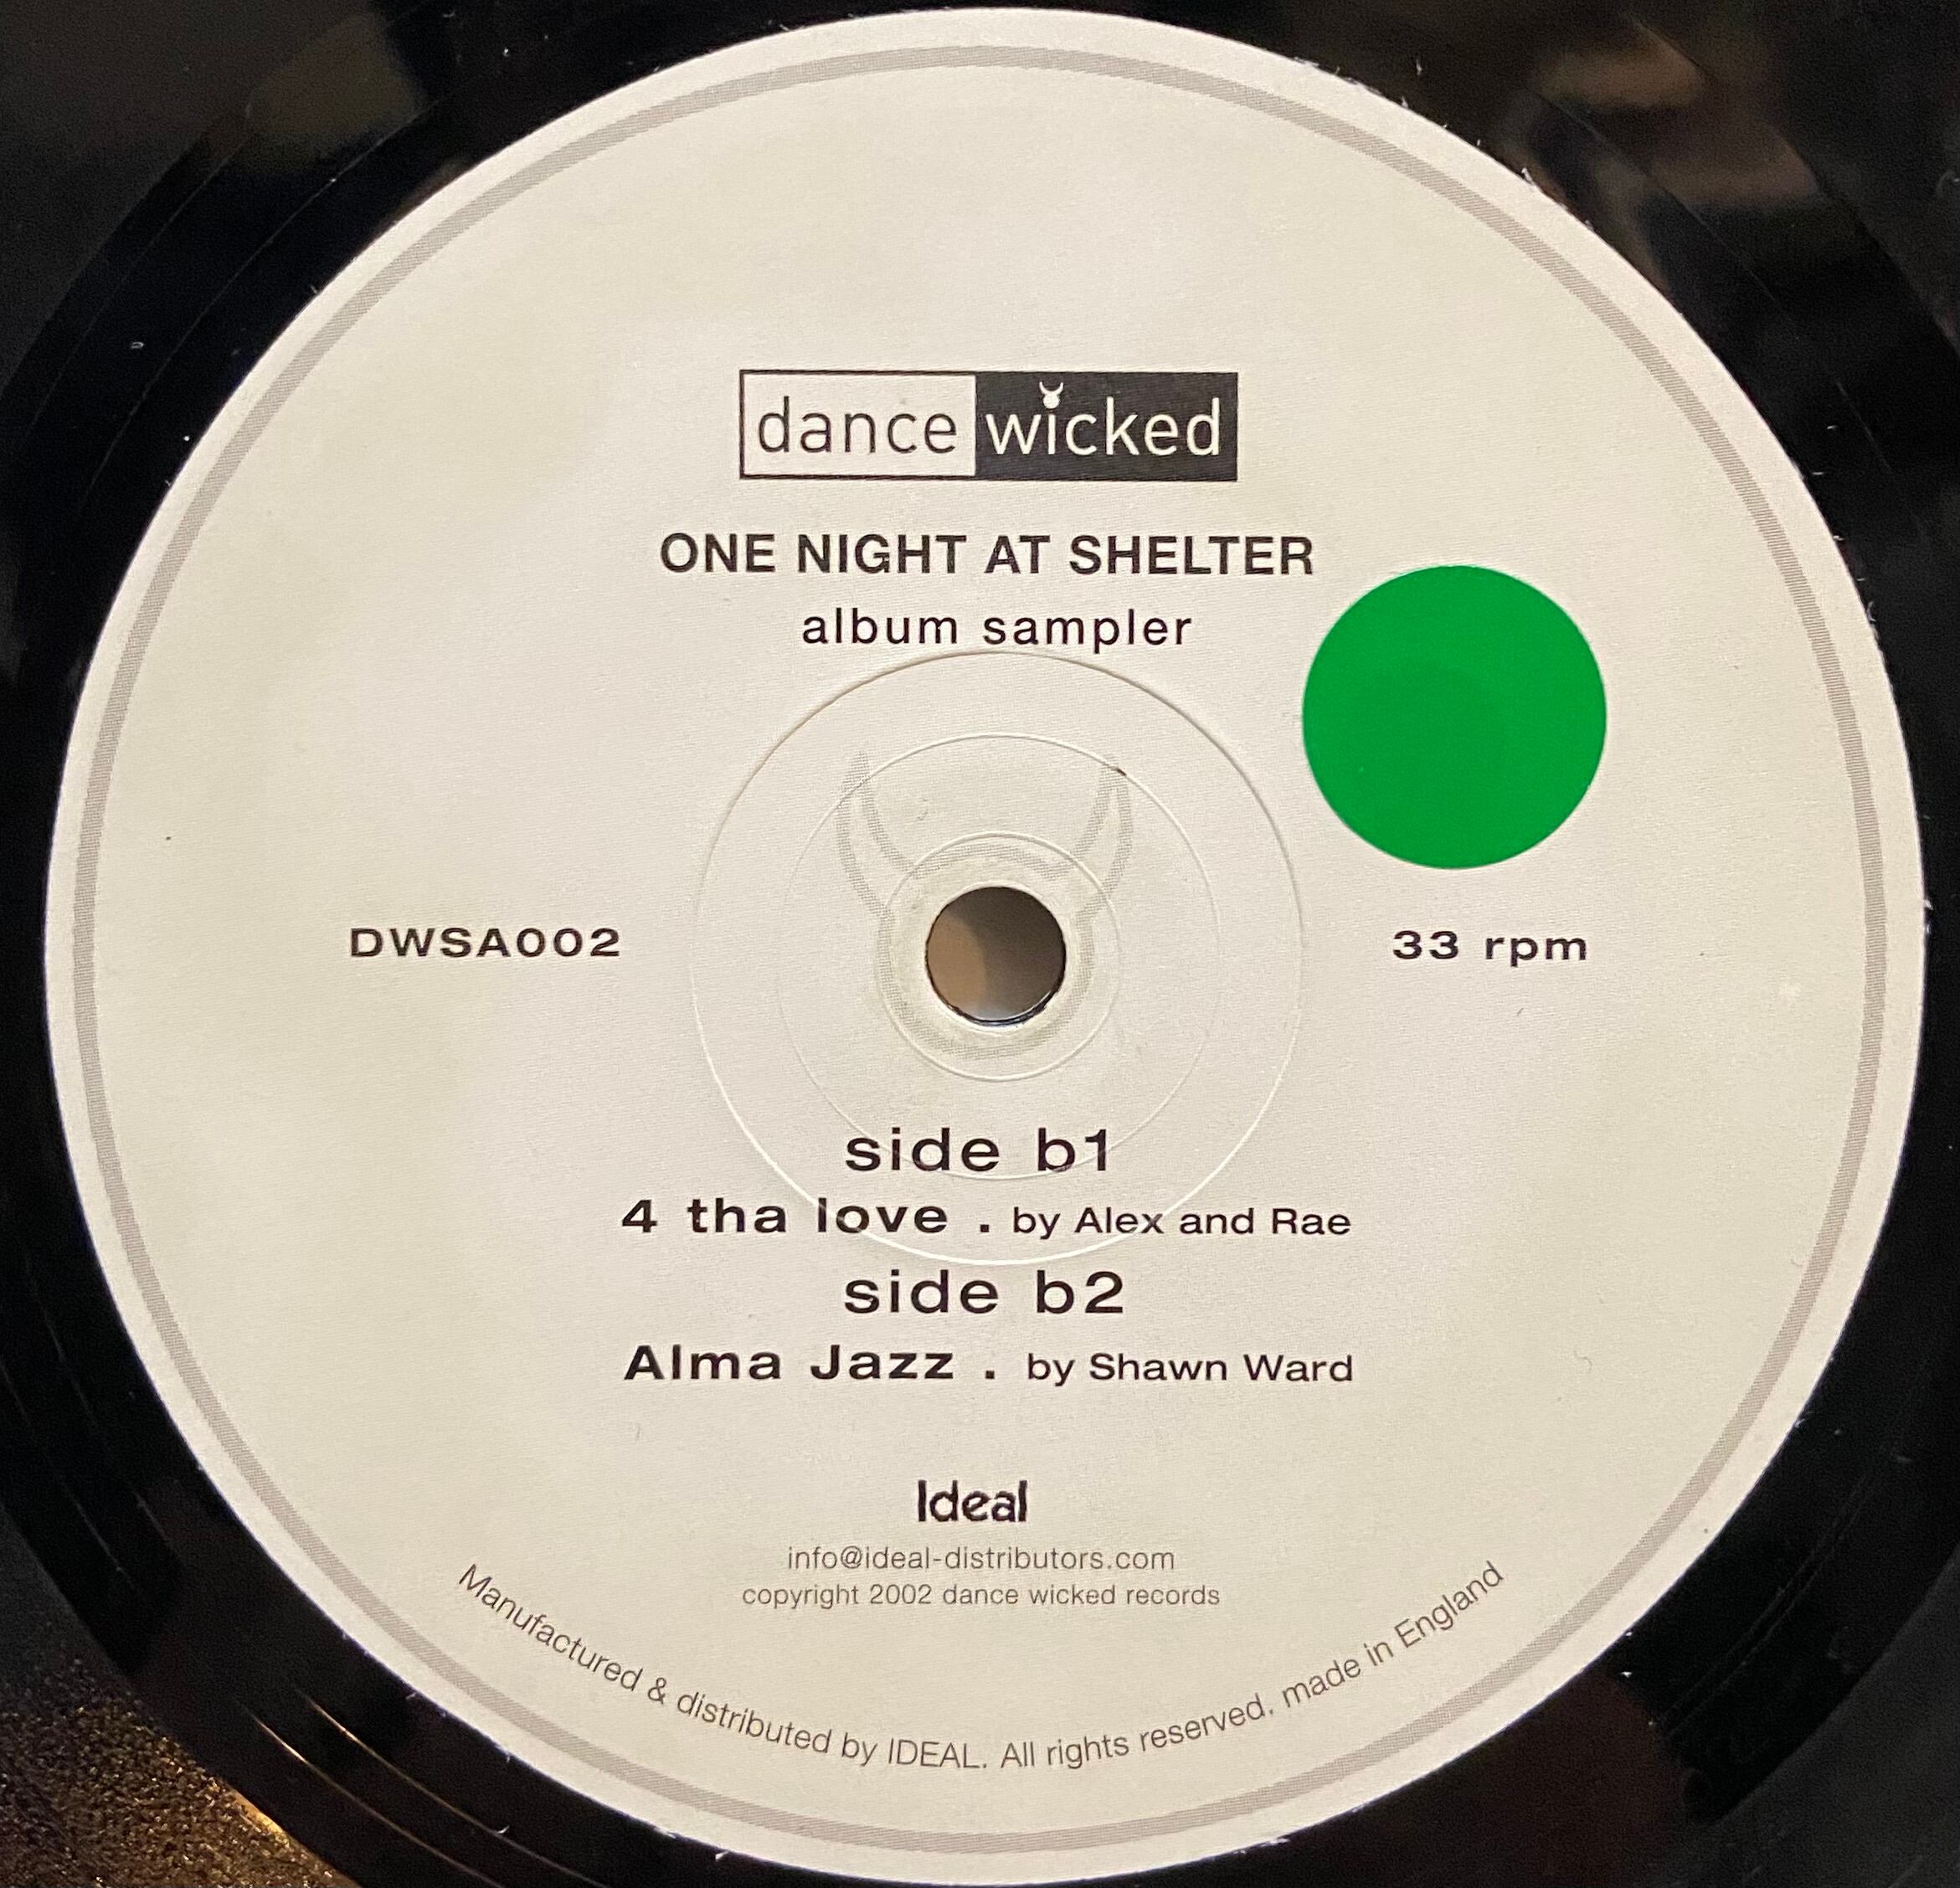 dance wicked
ONE NIGHT AT SHELTER
album sampler
DWSA002
33 rpm
side b1
4 tha love . by Alex and Rae
side b2
Alma Jazz . by Shawn Ward
Ideal
info@ideal-distributors.com
copyright 2002 dance wicked records
Manufactured & distributed by IDEAL. All rights reserved, made in England